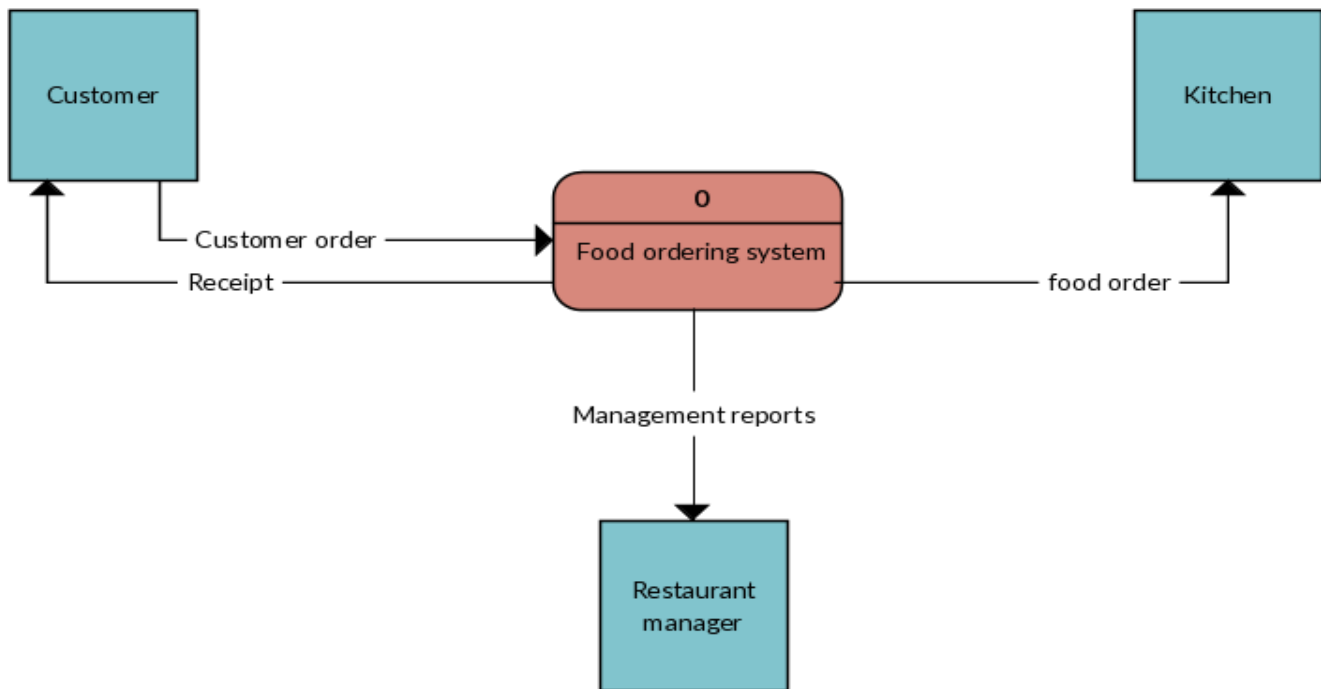 Customer
Kitchen
0
Customer order
Food ordering system
Receipt
food order
Management reports
Restaurant
manager